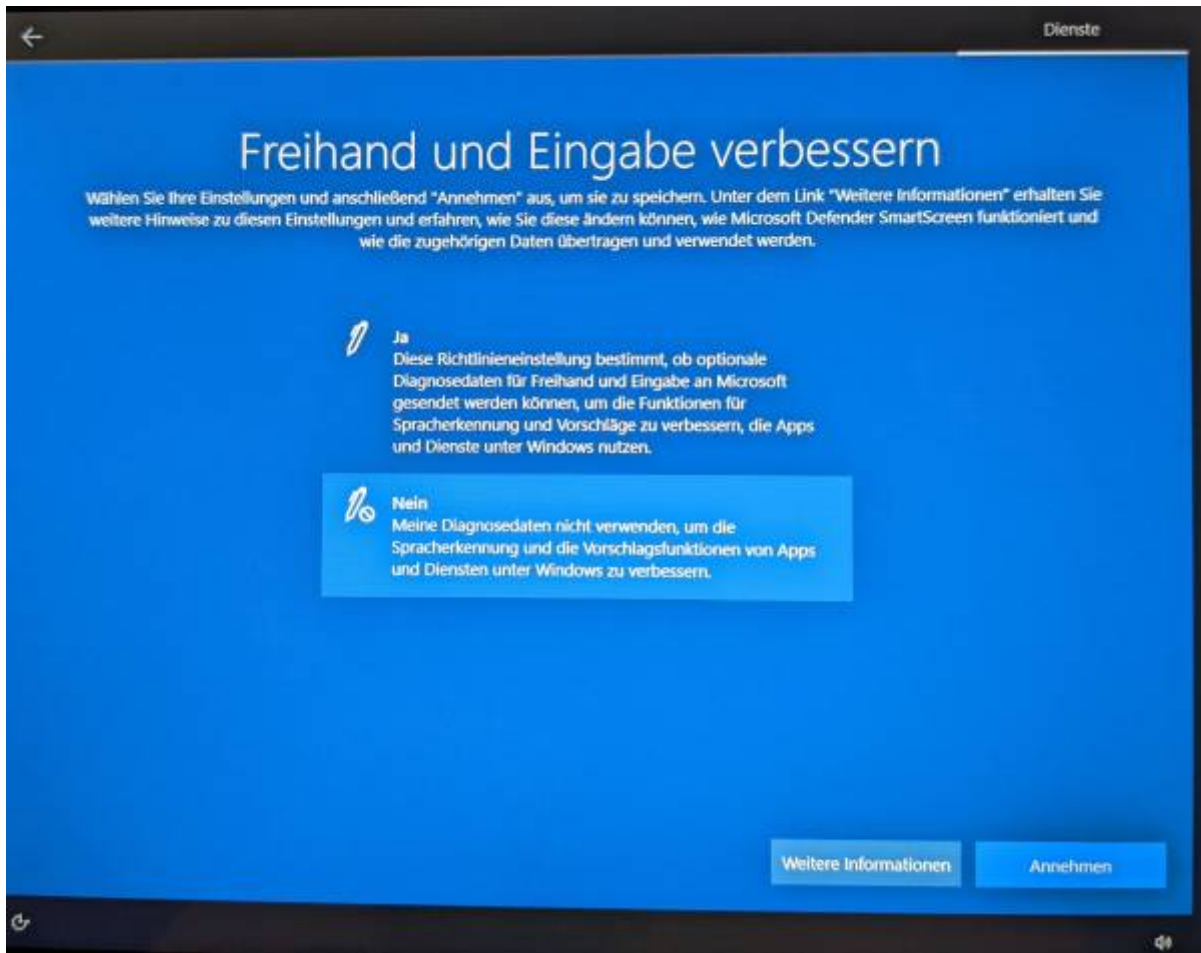 Dienste
Freihand und Eingabe verbessern
Wählen Sie Ihre Einstellungen und anschließend "Annehmen" aus, um sie zu speichern. Unter dem Link "Weitere Informationen" erhalten Sie
weitere Hinweise zu diesen Einstellungen und erfahren, wie Sie diese ändern können, wie Microsoft Defender SmartScreen funktioniert und
wie die zugehörigen Daten übertragen und verwendet werden.
Ja
Diese Richtlinieneinstellung bestimmt, ob optionale
Diagnosedaten für Freihand und Eingabe an Microsoft
gesendet werden können, um die Funktionen für
Spracherkennung und Vorschläge zu verbessern, die Apps
und Dienste unter Windows nutzen.
Nein
Meine Diagnosedaten nicht verwenden, um die
Spracherkennung und die Vorschlagsfunktionen von Apps
und Diensten unter Windows zu verbessern.
Weitere Informationen
Annehmen